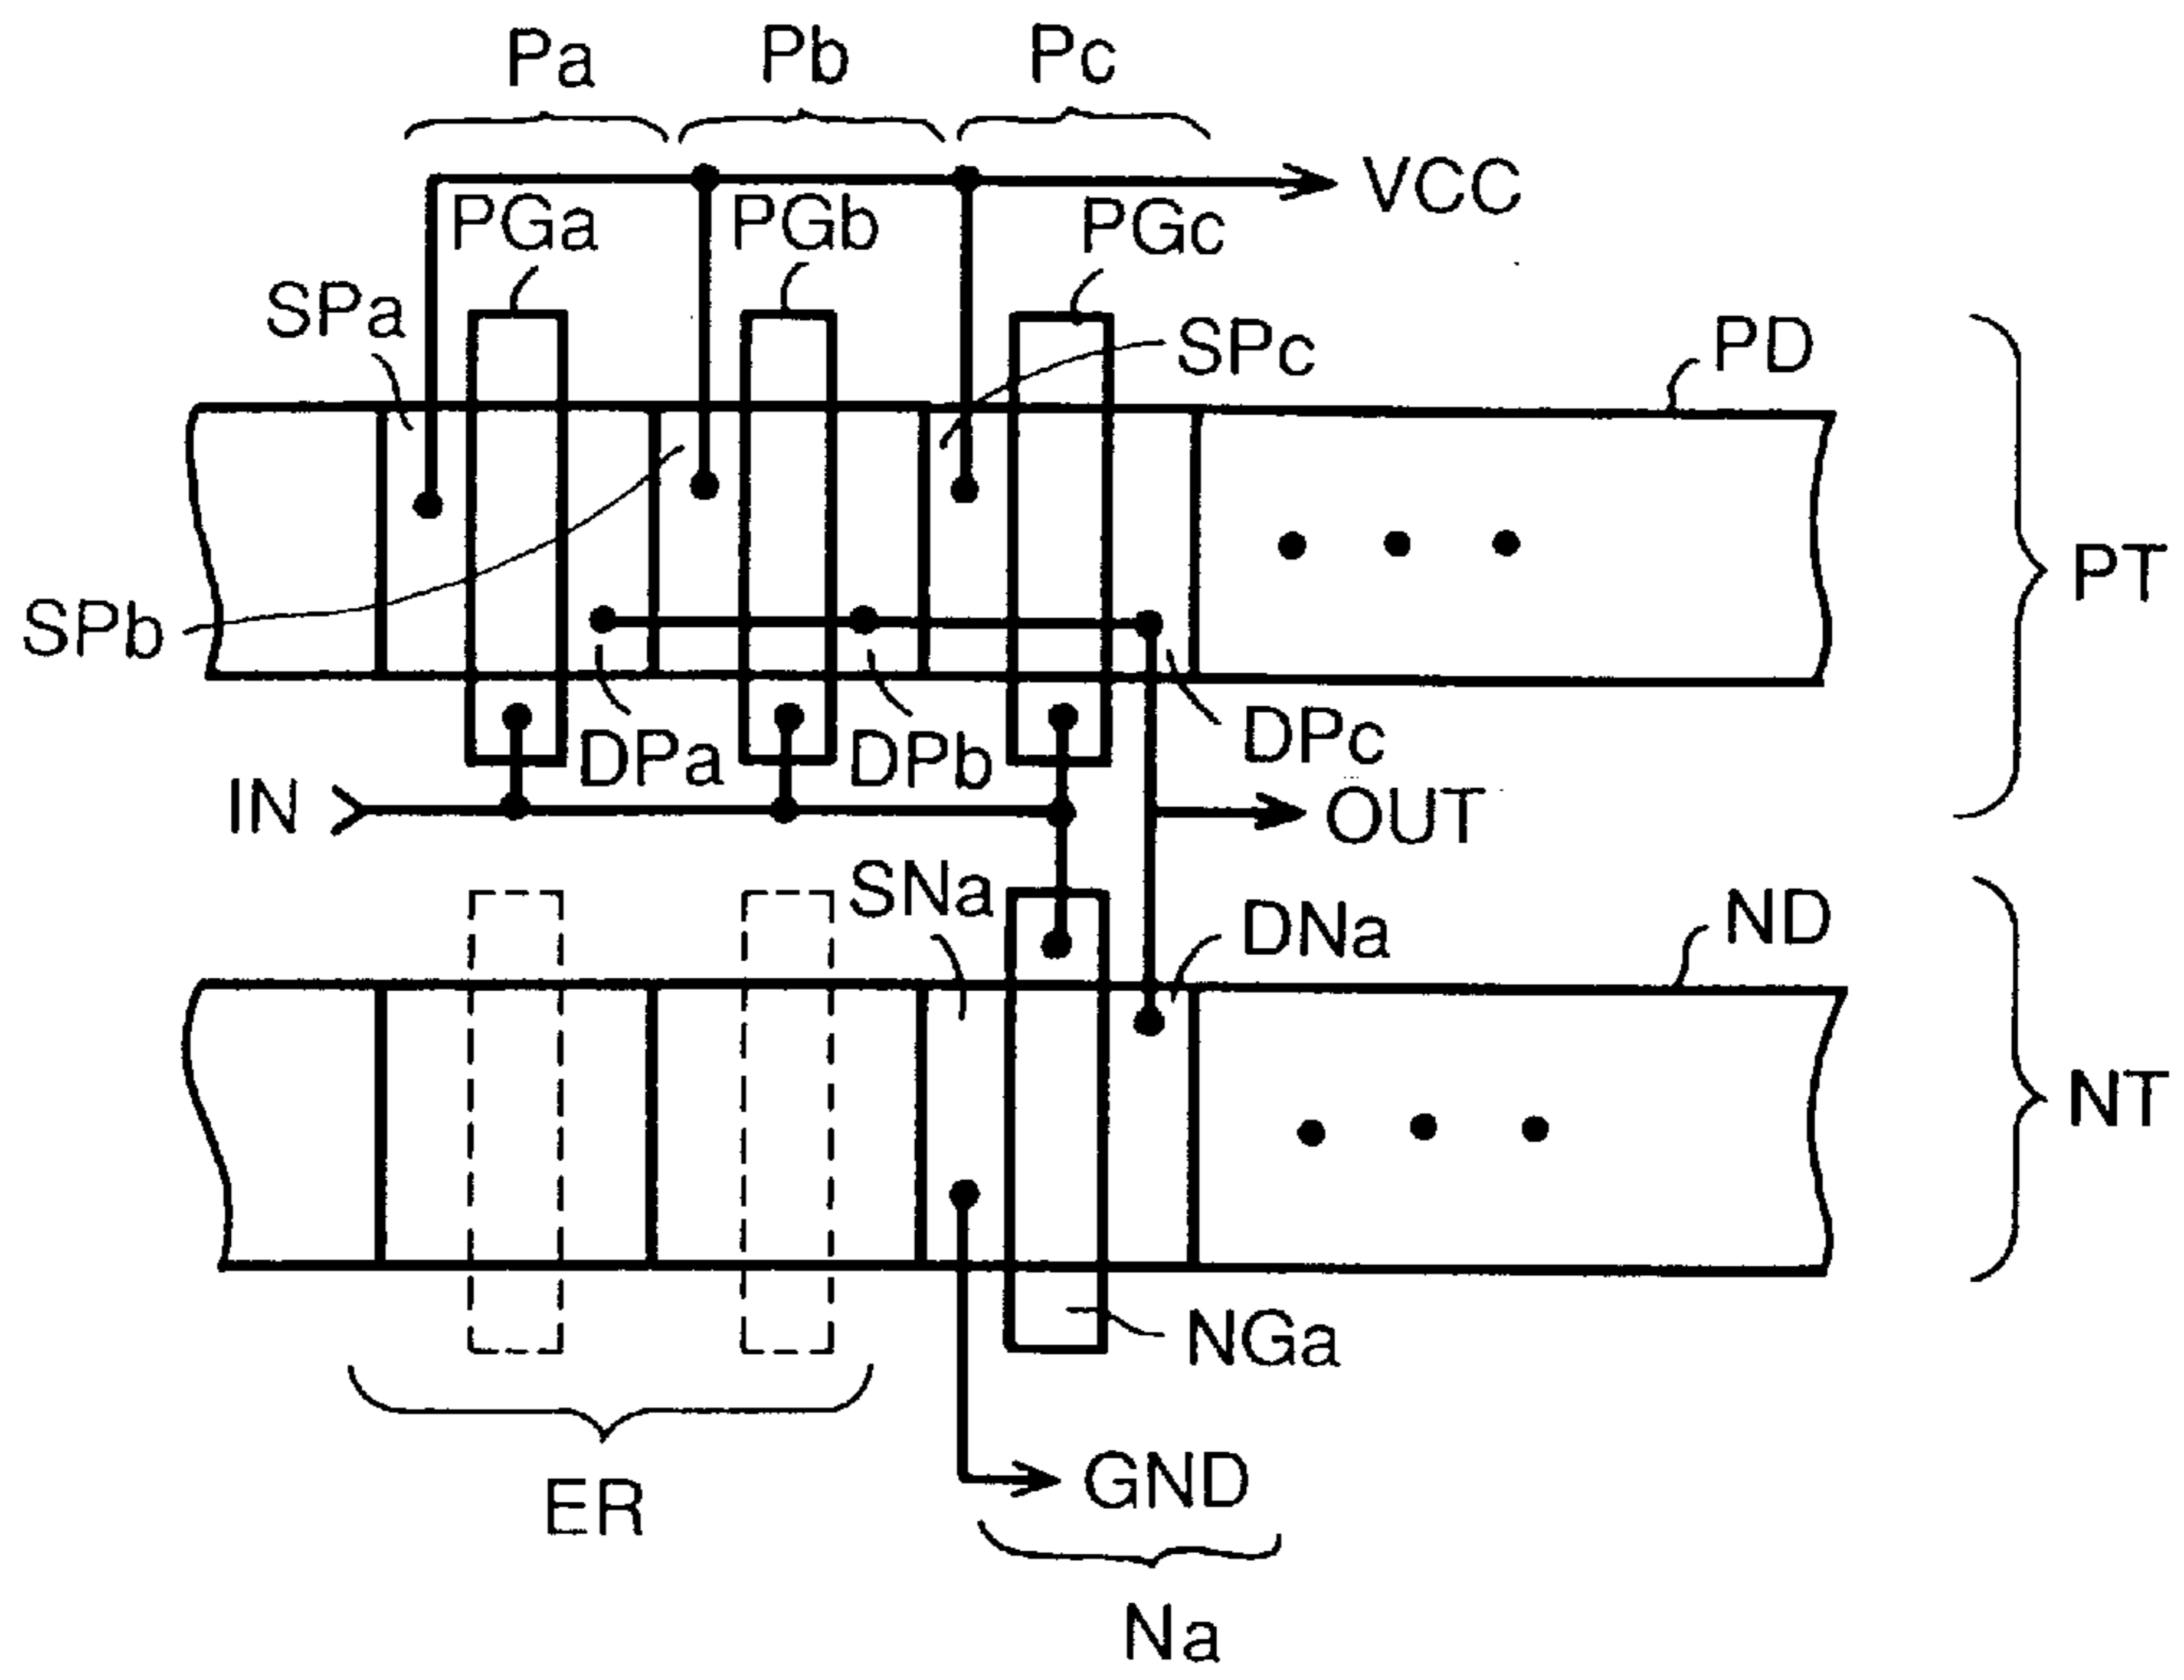 Pa Pb Pc
VCC
PGa PGb PGc
SPa
SPc
PD
PT
SPb
DPa DPb DPc
IN
OUT
SNa
DNa
ND
NT
NGa
ER
GND
Na